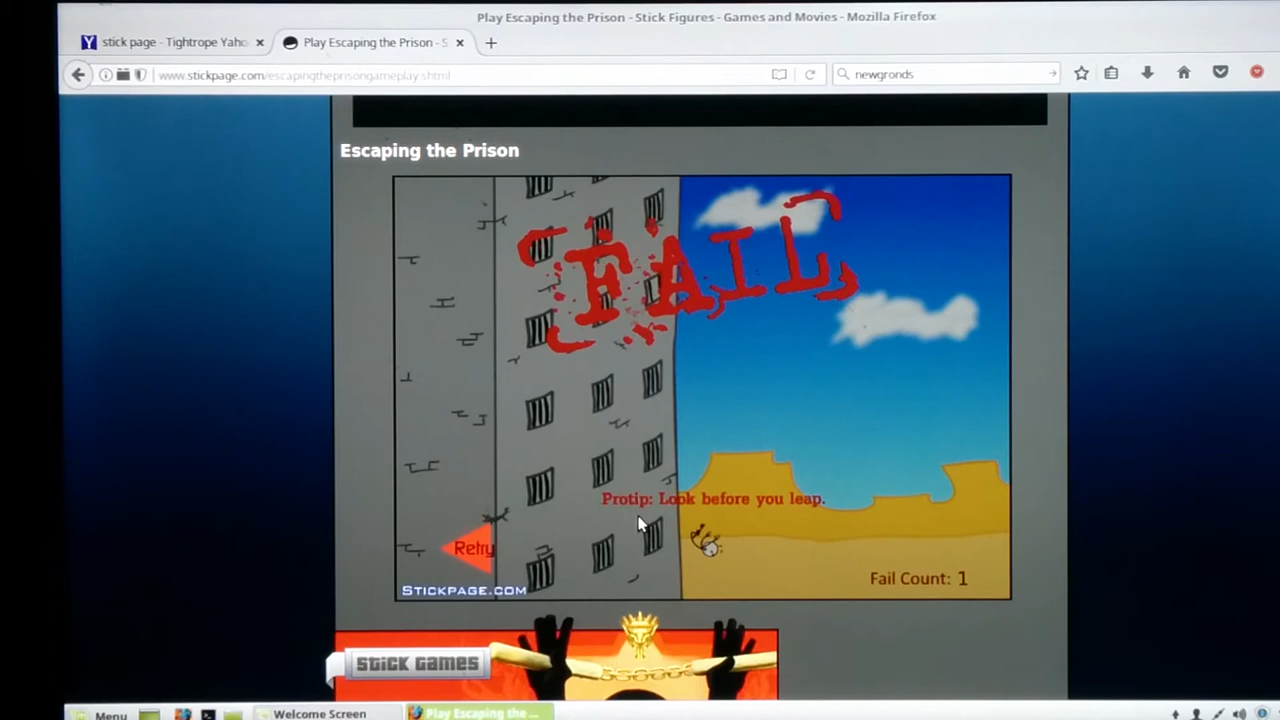 Play Escaping the Prison - Stick Figures - Games and Movies - Mozilla Firefox
stick page - Tightrope Yaho
Play Escaping the Prison - S
www.stickpage.com/escapingtheprisongameplay.shtml
newgronds
Escaping the Prison
FAIL
Protip: Look before you leap.
Retry
Fail Count: 1
STICKPAGE.COM
STICK GAMES
Menu
Welcome Screen
Play Escaping the ...